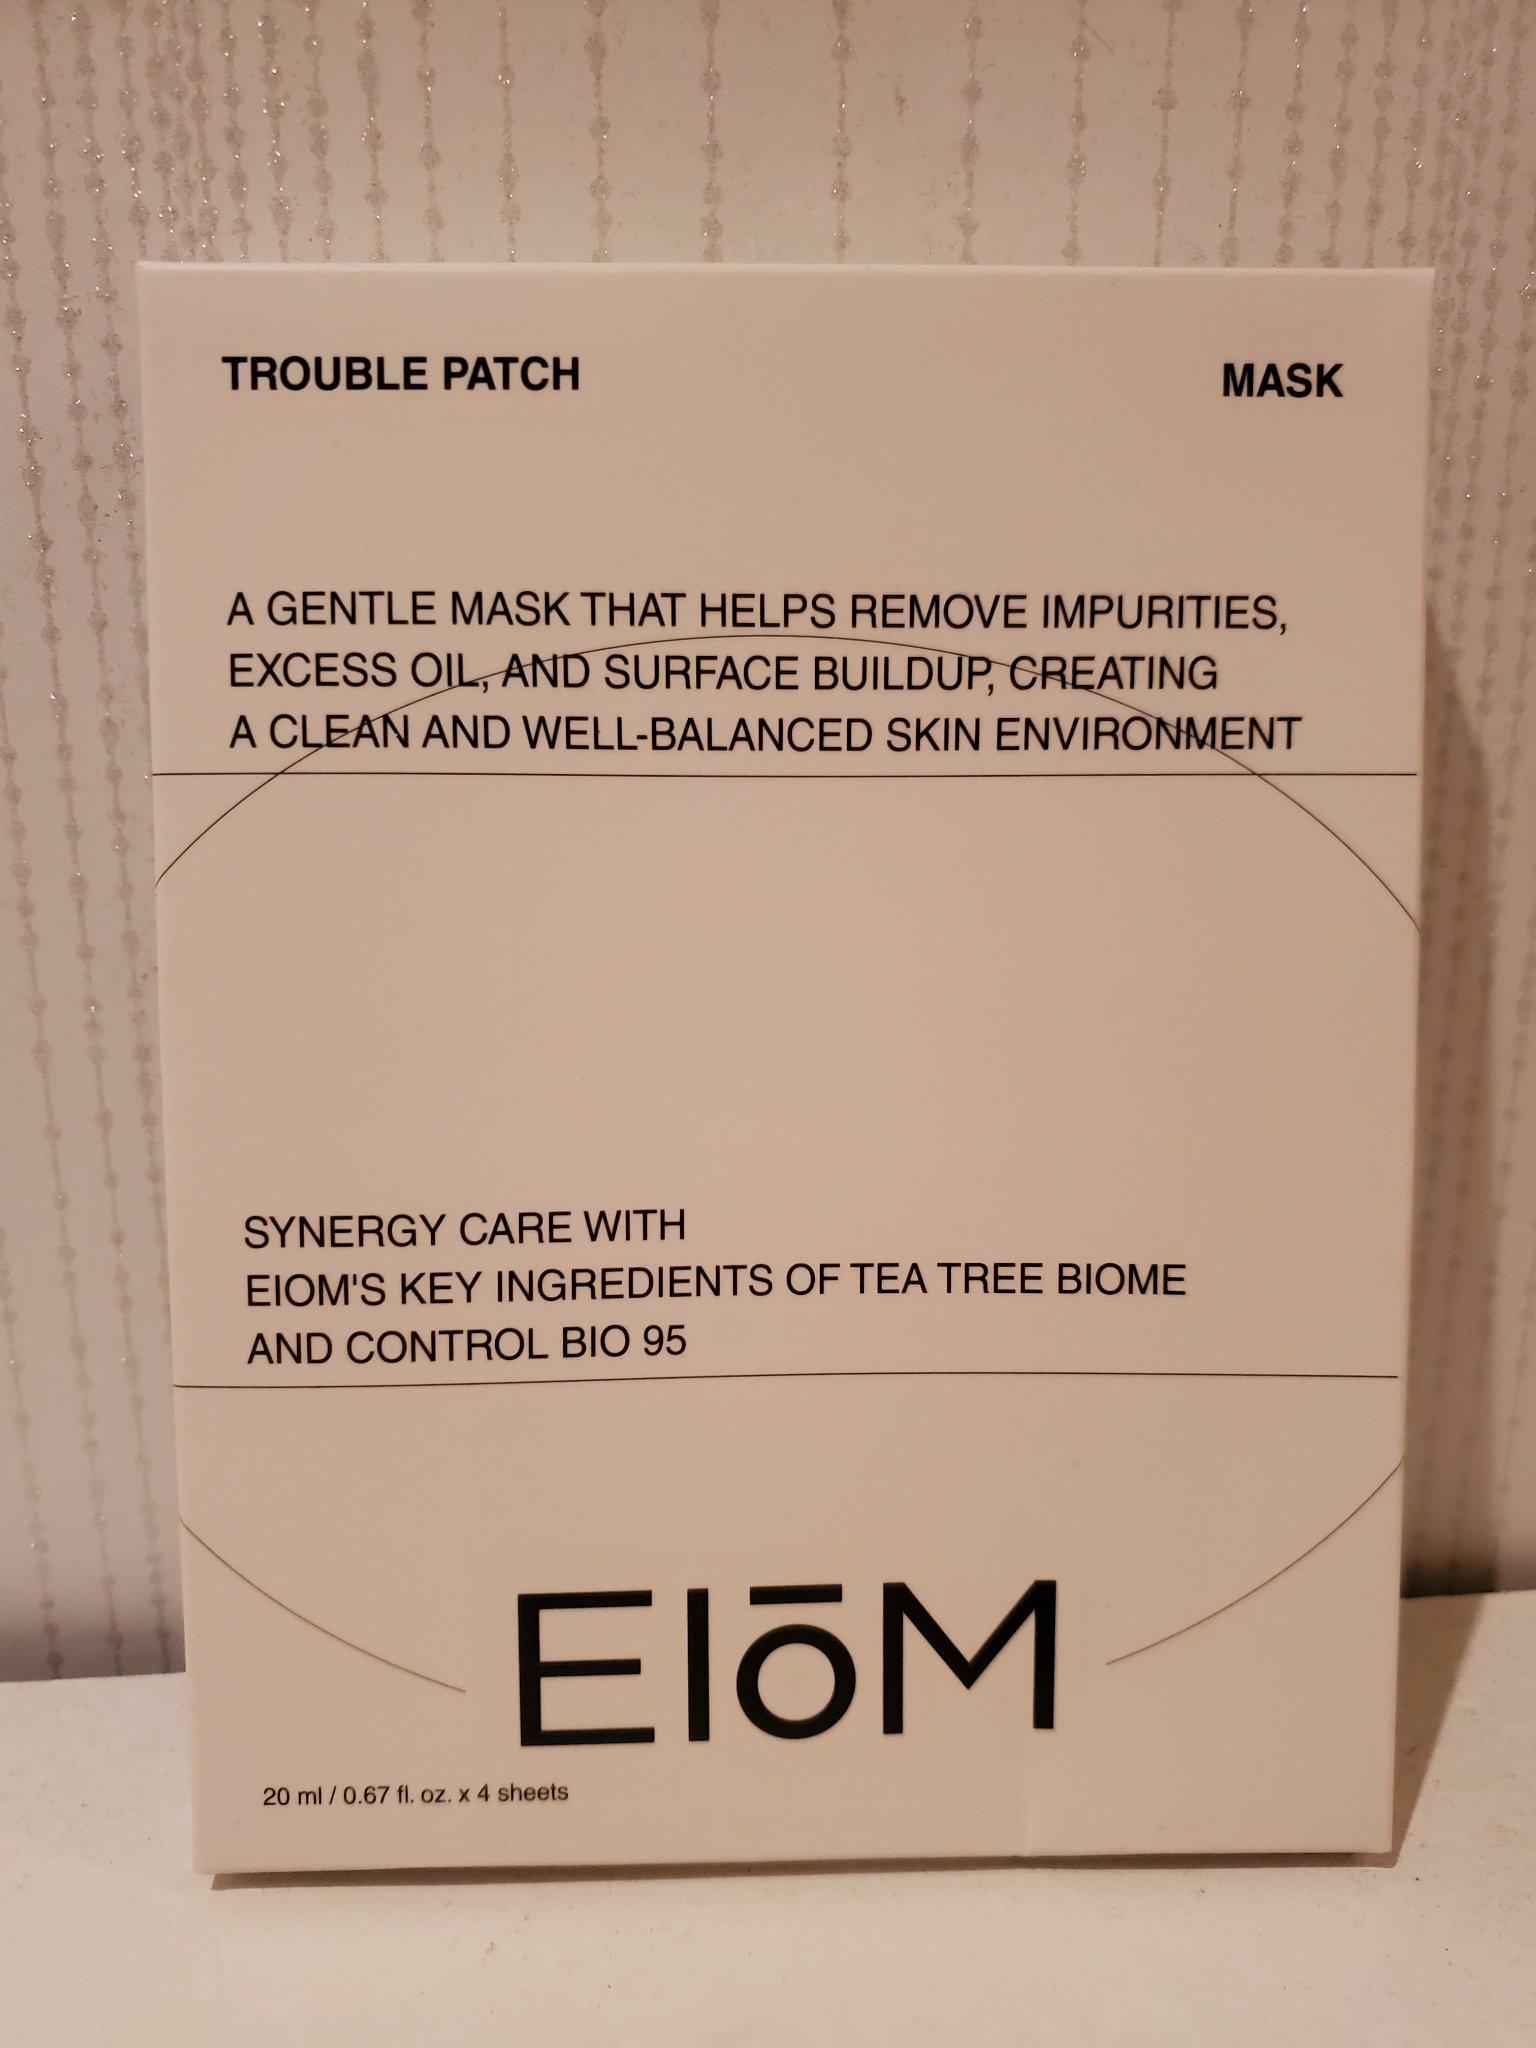 TROUBLE PATCH MASK
A GENTLE MASK THAT HELPS REMOVE IMPURITIES,
EXCESS OIL, AND SURFACE BUILDUP, CREATING
A CLEAN AND WELL-BALANCED SKIN ENVIRONMENT
SYNERGY CARE WITH
EIOM'S KEY INGREDIENTS OF TEA TREE BIOME
AND CONTROL BIO 95
EIōM
20 ml / 0.67 fl. oz. x 4 sheets